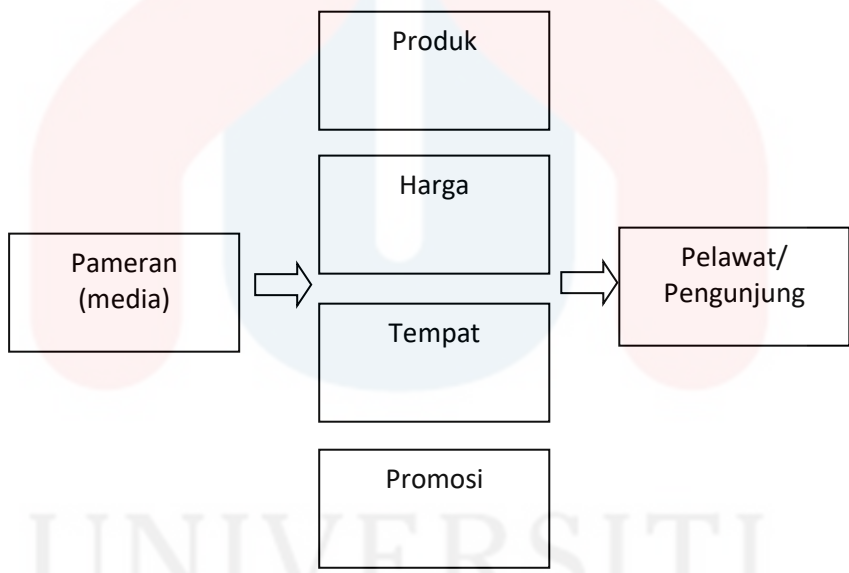 Produk
Harga
Pameran
(media)
Pelawat/
Pengunjung
Tempat
Promosi
UNIVERSITI